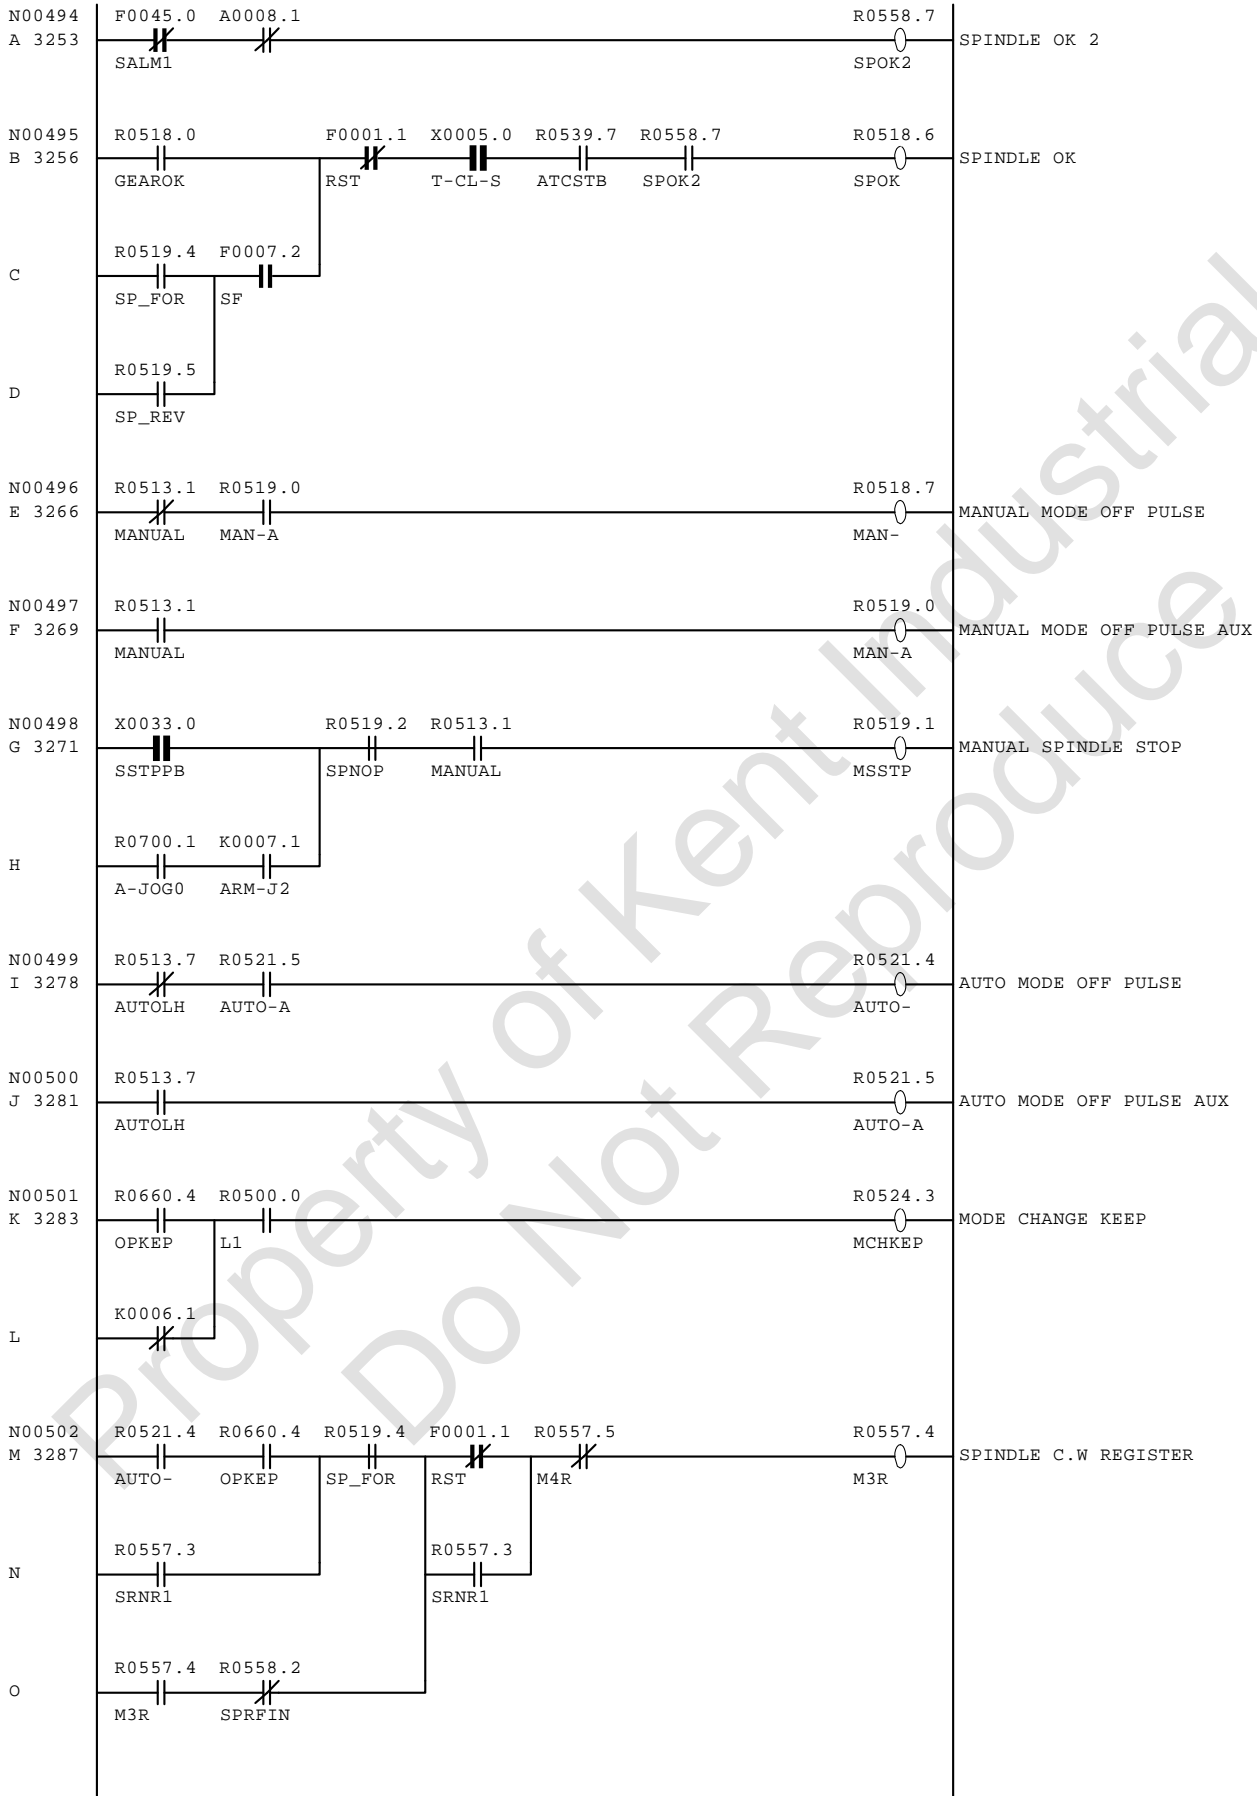 N00494 F0045.0 A0008.1 R0558.7
A 3253 SPINDLE OK 2
SALM1 SPOK2
N00495 R0518.0 F0001.1 X0005.0 R0539.7 R0558.7 R0518.6
B 3256 SPINDLE OK
GEAROK RST T-CL-S ATCSTB SPOK2 SPOK
R0519.4 F0007.2
C
SP_FOR SF
R0519.5
D
SP_REV
N00496 R0513.1 R0519.0 R0518.7
E 3266 MANUAL MODE OFF PULSE
MANUAL MAN-A MAN-
N00497 R0513.1 R0519.0
F 3269 MANUAL MODE OFF PULSE AUX
MANUAL MAN-A
N00498 X0033.0 R0519.2 R0513.1 R0519.1
G 3271 MANUAL SPINDLE STOP
SSTPPB SPNOP MANUAL MSSTP
R0700.1 K0007.1
H
A-JOG0 ARM-J2
N00499 R0513.7 R0521.5 R0521.4
I 3278 AUTO MODE OFF PULSE
AUTOLH AUTO-A AUTO-
N00500 R0513.7 R0521.5
J 3281 AUTO MODE OFF PULSE AUX
AUTOLH AUTO-A
N00501 R0660.4 R0500.0 R0524.3
K 3283 MODE CHANGE KEEP
OPKEP L1 MCHKEP
K0006.1
L
N00502 R0521.4 R0660.4 R0519.4 F0001.1 R0557.5 R0557.4
M 3287 SPINDLE C.W REGISTER
AUTO- OPKEP SP_FOR RST M4R M3R
R0557.3 R0557.3
N
SRNR1 SRNR1
R0557.4 R0558.2
O
M3R SPRFIN
Property of Kent Industrial
Do Not Reproduce